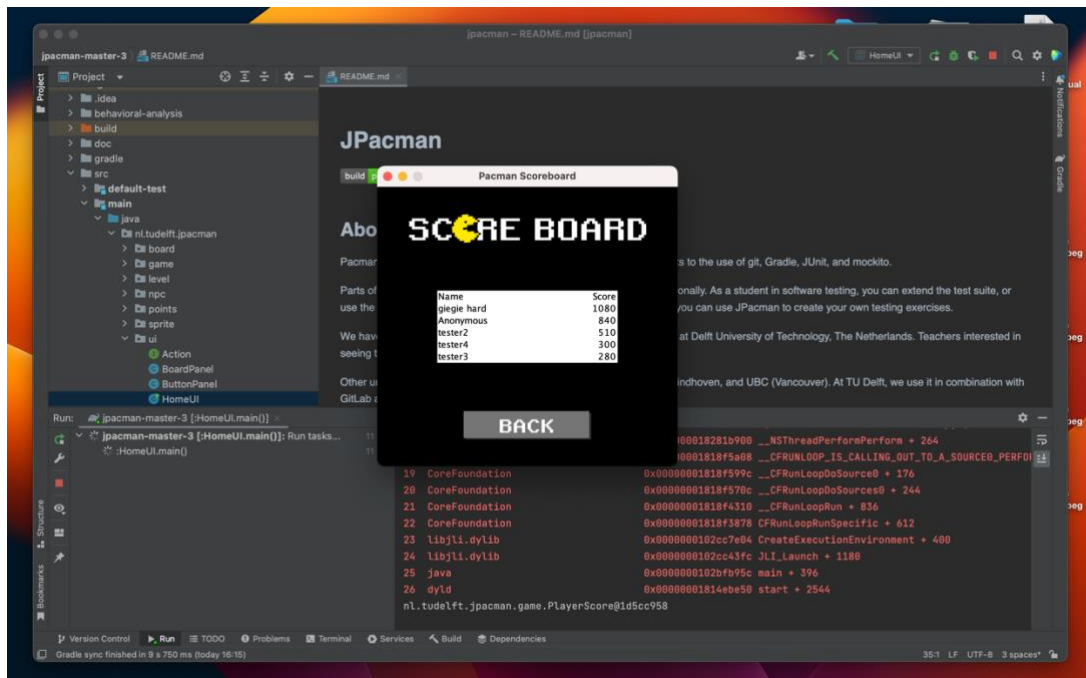 jpacman – README.md [jpacman]
jpacman-master-3 README.md
HomeUI
Project
README.md
.idea
behavioral-analysis
build
doc
gradle
src
default-test
main
java
nl.tudelft.jpacman
board
game
level
npc
points
sprite
ui
Action
BoardPanel
ButtonPanel
HomeUI
Project
Structure
Bookmarks
Notifications
Gradle
JPacman
build
Abo
Pacman
s to the use of git, Gradle, JUnit, and mockito.
Parts of
onally. As a student in software testing, you can extend the test suite, or
use the
you can use JPacman to create your own testing exercises.
We hav
at Delft University of Technology, The Netherlands. Teachers interested in
seeing t
Other u
indhoven, and UBC (Vancouver). At TU Delft, we use it in combination with
GitLab a
Pacman Scoreboard
SCORE BOARD
Name Score
giegie hard 1080
Anonymous 840
tester2 510
tester4 300
tester3 280
BACK
Run: jpacman-master-3 [:HomeUI.main()]
jpacman-master-3 [:HomeUI.main()]: Run tasks...
:HomeUI.main()
00018281b900 __NSThreadPerformPerform + 264
19 CoreFoundation 0x00000001818f599c __CFRunLoopDoSource0 + 176
20 CoreFoundation 0x00000001818f570c __CFRunLoopDoSources0 + 244
21 CoreFoundation 0x00000001818f4310 __CFRunLoopRun + 836
22 CoreFoundation 0x00000001818f3878 CFRunLoopRunSpecific + 612
23 libjli.dylib 0x0000000102cc7e04 CreateExecutionEnvironment + 400
24 libjli.dylib 0x0000000102cc43fc JLI_Launch + 1180
25 java 0x0000000102bfb95c main + 396
26 dyld 0x00000001814ebe50 start + 2544
nl.tudelft.jpacman.game.PlayerScore@1d5cc958
Version Control Run TODO Problems Terminal Services Build Dependencies
Gradle sync finished in 9 s 750 ms (today 16:15) 35:1 LF UTF-8 3 spaces*